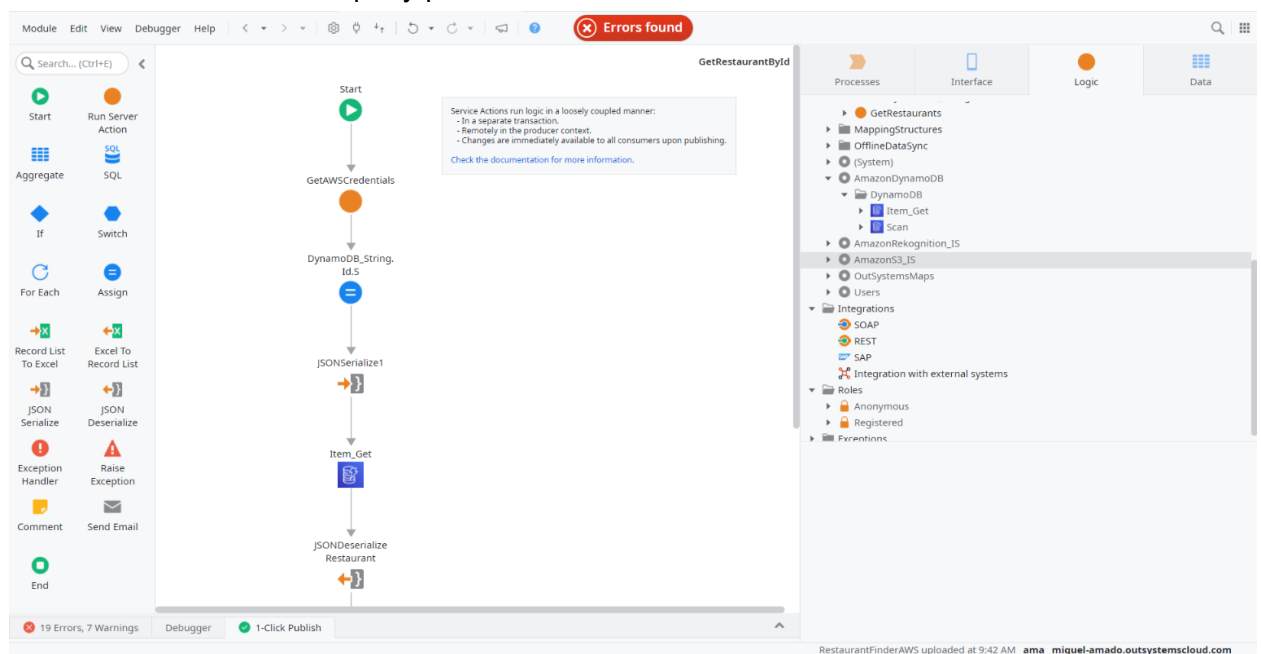 Module Edit View Debugger Help
Errors found
Search... (Ctrl+E)
Start
Run Server
Action
Aggregate
SQL
SQL
If
Switch
For Each
Assign
Record List
To Excel
Excel To
Record List
JSON
Serialize
JSON
Deserialize
Exception
Handler
Raise
Exception
Comment
Send Email
End
GetRestaurantById
Start
Service Actions run logic in a loosely coupled manner:
- In a separate transaction.
- Remotely in the producer context.
- Changes are immediately available to all consumers upon publishing.
Check the documentation for more information.
GetAWSCredentials
DynamoDB_String.
Id.S
JSONSerialize1
Item_Get
JSONDeserialize
Restaurant
Processes
Interface
Logic
Data
GetRestaurants
MappingStructures
OfflineDataSync
(System)
AmazonDynamoDB
DynamoDB
Item_Get
Scan
AmazonRekognition_IS
AmazonS3_IS
OutSystemsMaps
Users
Integrations
SOAP
REST
SAP
Integration with external systems
Roles
Anonymous
Registered
Exceptions
19 Errors, 7 Warnings
Debugger
1-Click Publish
RestaurantFinderAWS uploaded at 9:42 AM ama miguel-amado.outsystemscloud.com